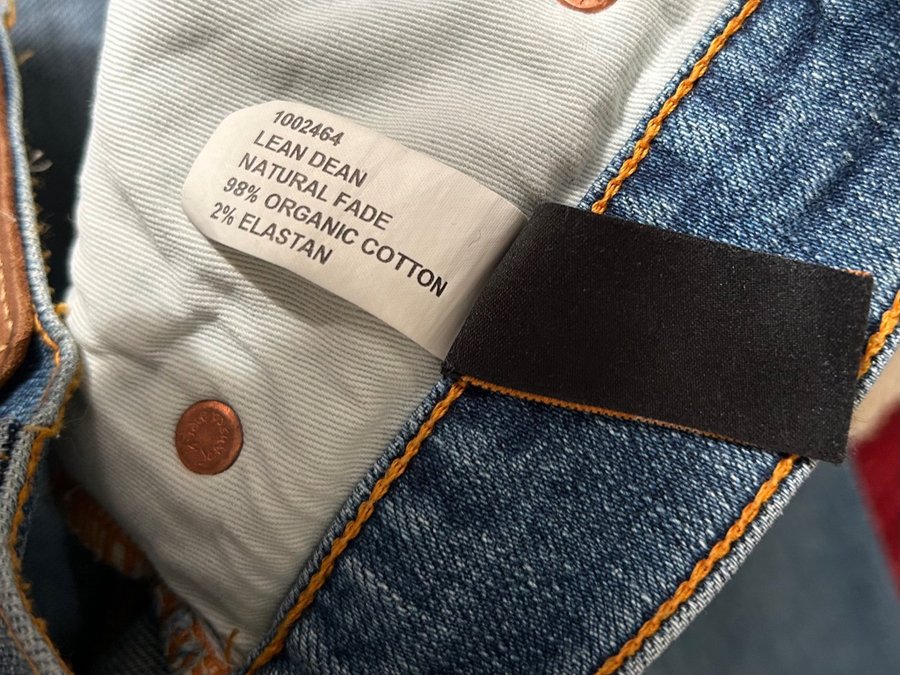 1002464
LEAN DEAN
NATURAL FADE
98% ORGANIC COTTON
2% ELASTAN